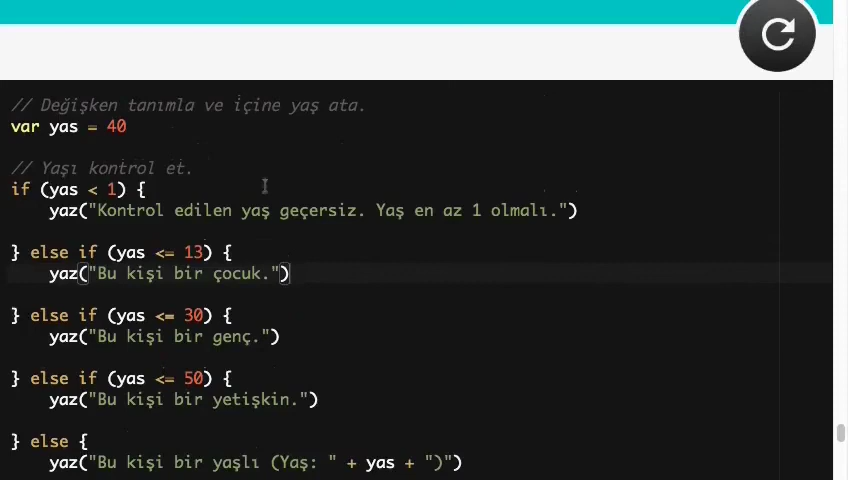 // Değişken tanımla ve içine yaş ata.
var yas = 40
// Yaşı kontrol et.
if (yas < 1) {
yaz("Kontrol edilen yaş geçersiz. Yaş en az 1 olmalı.")
} else if (yas <= 13) {
yaz("Bu kişi bir çocuk.")
} else if (yas <= 30) {
yaz("Bu kişi bir genç.")
} else if (yas <= 50) {
yaz("Bu kişi bir yetişkin.")
} else {
yaz("Bu kişi bir yaşlı (Yaş: " + yas + ")")